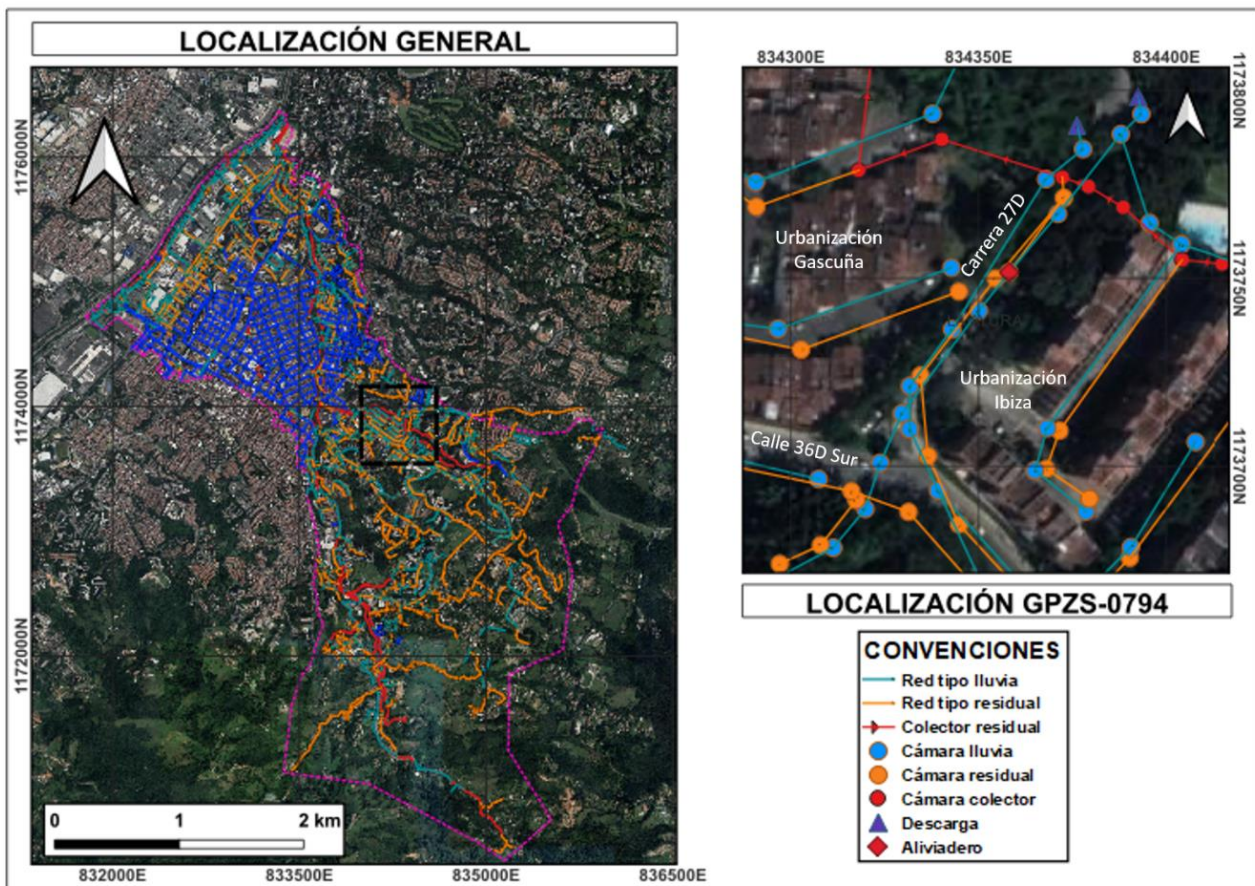 LOCALIZACIÓN GENERAL
1176000N
1174000N
1172000N
0 1 2 km
832000E 833500E 835000E 836500E
834300E 834350E 834400E
1173800N
1173750N
1173700N
Urbanización
Gascuña
Carrera 27D
Urbanización
Ibiza
Calle 36D Sur
LOCALIZACIÓN GPZS-0794
CONVENCIONES
Red tipo lluvia
Red tipo residual
Colector residual
Cámara lluvia
Cámara residual
Cámara colector
Descarga
Aliviadero